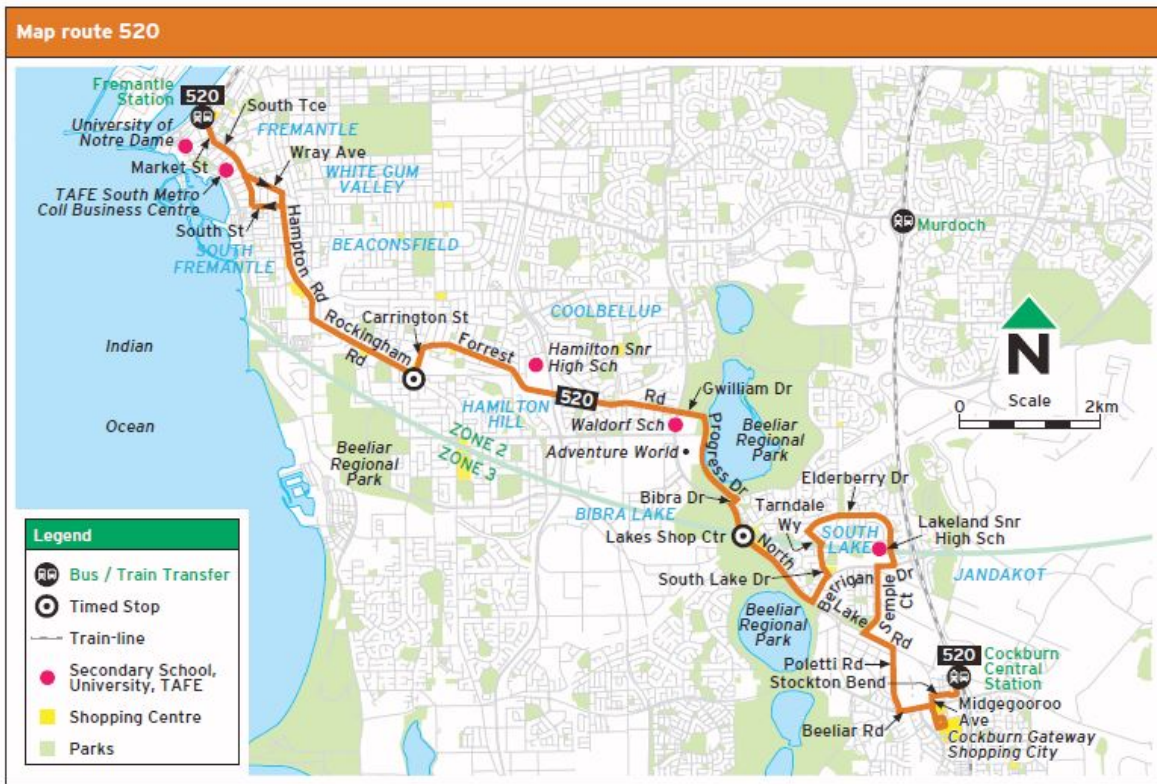 Map route 520
Fremantle
Station
520
South Tce
University of
Notre Dame
FREMANTLE
Market St
Wray Ave
WHITE GUM
VALLEY
TAFE South Metro
Coll Business Centre
South St
Hampton Rd
BEACONSFIELD
SOUTH
FREMANTLE
Murdoch
Carrington St
COOLBELLUP
Rockingham
Rd
Forrest
Hamilton Snr
High Sch
N
Indian
Ocean
520
Rd
Gwilliam Dr
Scale
0
2km
HAMILTON
HILL
Waldorf Sch
Progress Dr
Beeliar
Regional
Park
ZONE 2
ZONE 3
Beeliar
Regional
Park
Adventure World
Elderberry Dr
Bibra Dr
Tarndale
Wy
BIBRA LAKE
SOUTH
LAKE
Lakeland Snr
High Sch
Lakes Shop Ctr
North
Lake
Rd
South Lake Dr
Berrigan
Dr
Semple
Ct
JANDAKOT
Beeliar
Regional
Park
520
Cockburn
Central
Station
Poletti Rd
Stockton Bend
Midgegooroo
Ave
Beeliar Rd
Cockburn Gateway
Shopping City
Legend
Bus / Train Transfer
Timed Stop
Train-line
Secondary School,
University, TAFE
Shopping Centre
Parks